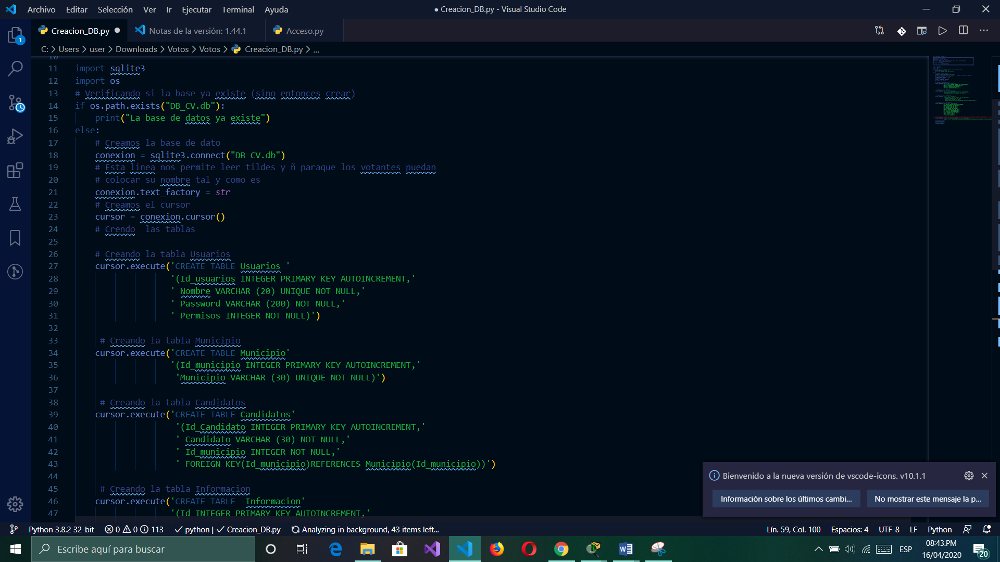 Archivo Editar Selección Ver Ir Ejecutar Terminal Ayuda
● Creacion_DB.py - Visual Studio Code
Creacion_DB.py ●
Notas de la versión: 1.44.1
Acceso.py
1
C: > Users > user > Downloads > Votos > Votos > Creacion_DB.py > ...
10
11 import sqlite3
12 import os
13 # Verificando si la base ya existe (sino entonces crear)
14 if os.path.exists("DB_CV.db"):
15 print("La base de datos ya existe")
16 else:
17 # Creamos la base de dato
18 conexion = sqlite3.connect("DB_CV.db")
19 # Esta linea nos permite leer tildes y ñ paraque los votantes puedan
20 # colocar su nombre tal y como es
21 conexion.text_factory = str
22 # Creamos el cursor
23 cursor = conexion.cursor()
24 # Crendo  las tablas
25
26 # Creando la tabla Usuarios
27 cursor.execute('CREATE TABLE Usuarios '
28 '(Id_usuarios INTEGER PRIMARY KEY AUTOINCREMENT,'
29 ' Nombre VARCHAR (20) UNIQUE NOT NULL,'
30 ' Password VARCHAR (200) NOT NULL,'
31 ' Permisos INTEGER NOT NULL)')
32
33 # Creando la tabla Municipio
34 cursor.execute('CREATE TABLE Municipio'
35 '(Id_municipio INTEGER PRIMARY KEY AUTOINCREMENT,'
36 'Municipio VARCHAR (30) UNIQUE NOT NULL)')
37
38 # Creando la tabla Candidatos
39 cursor.execute('CREATE TABLE Candidatos'
40 '(Id_Candidato INTEGER PRIMARY KEY AUTOINCREMENT,'
41 ' Candidato VARCHAR (30) NOT NULL,'
42 ' Id_municipio INTEGER NOT NULL,'
43 ' FOREIGN KEY(Id_municipio)REFERENCES Municipio(Id_municipio))')
44
45 # Creando la tabla Informacion
46 cursor.execute('CREATE TABLE  Informacion'
47 '(Id INTEGER PRIMARY KEY AUTOINCREMENT,'
Bienvenido a la nueva versión de vscode-icons. v10.1.1
Información sobre los últimos cambi...
No mostrar este mensaje la p...
Python 3.8.2 32-bit
0 0 113
✓ python | ✓ Creacion_DB.py
Analyzing in background, 43 items left...
Lín. 59, Col. 100
Espacios: 4
UTF-8
LF
Python
Escribe aquí para buscar
ESP
08:43.PM
16/04/2020
20